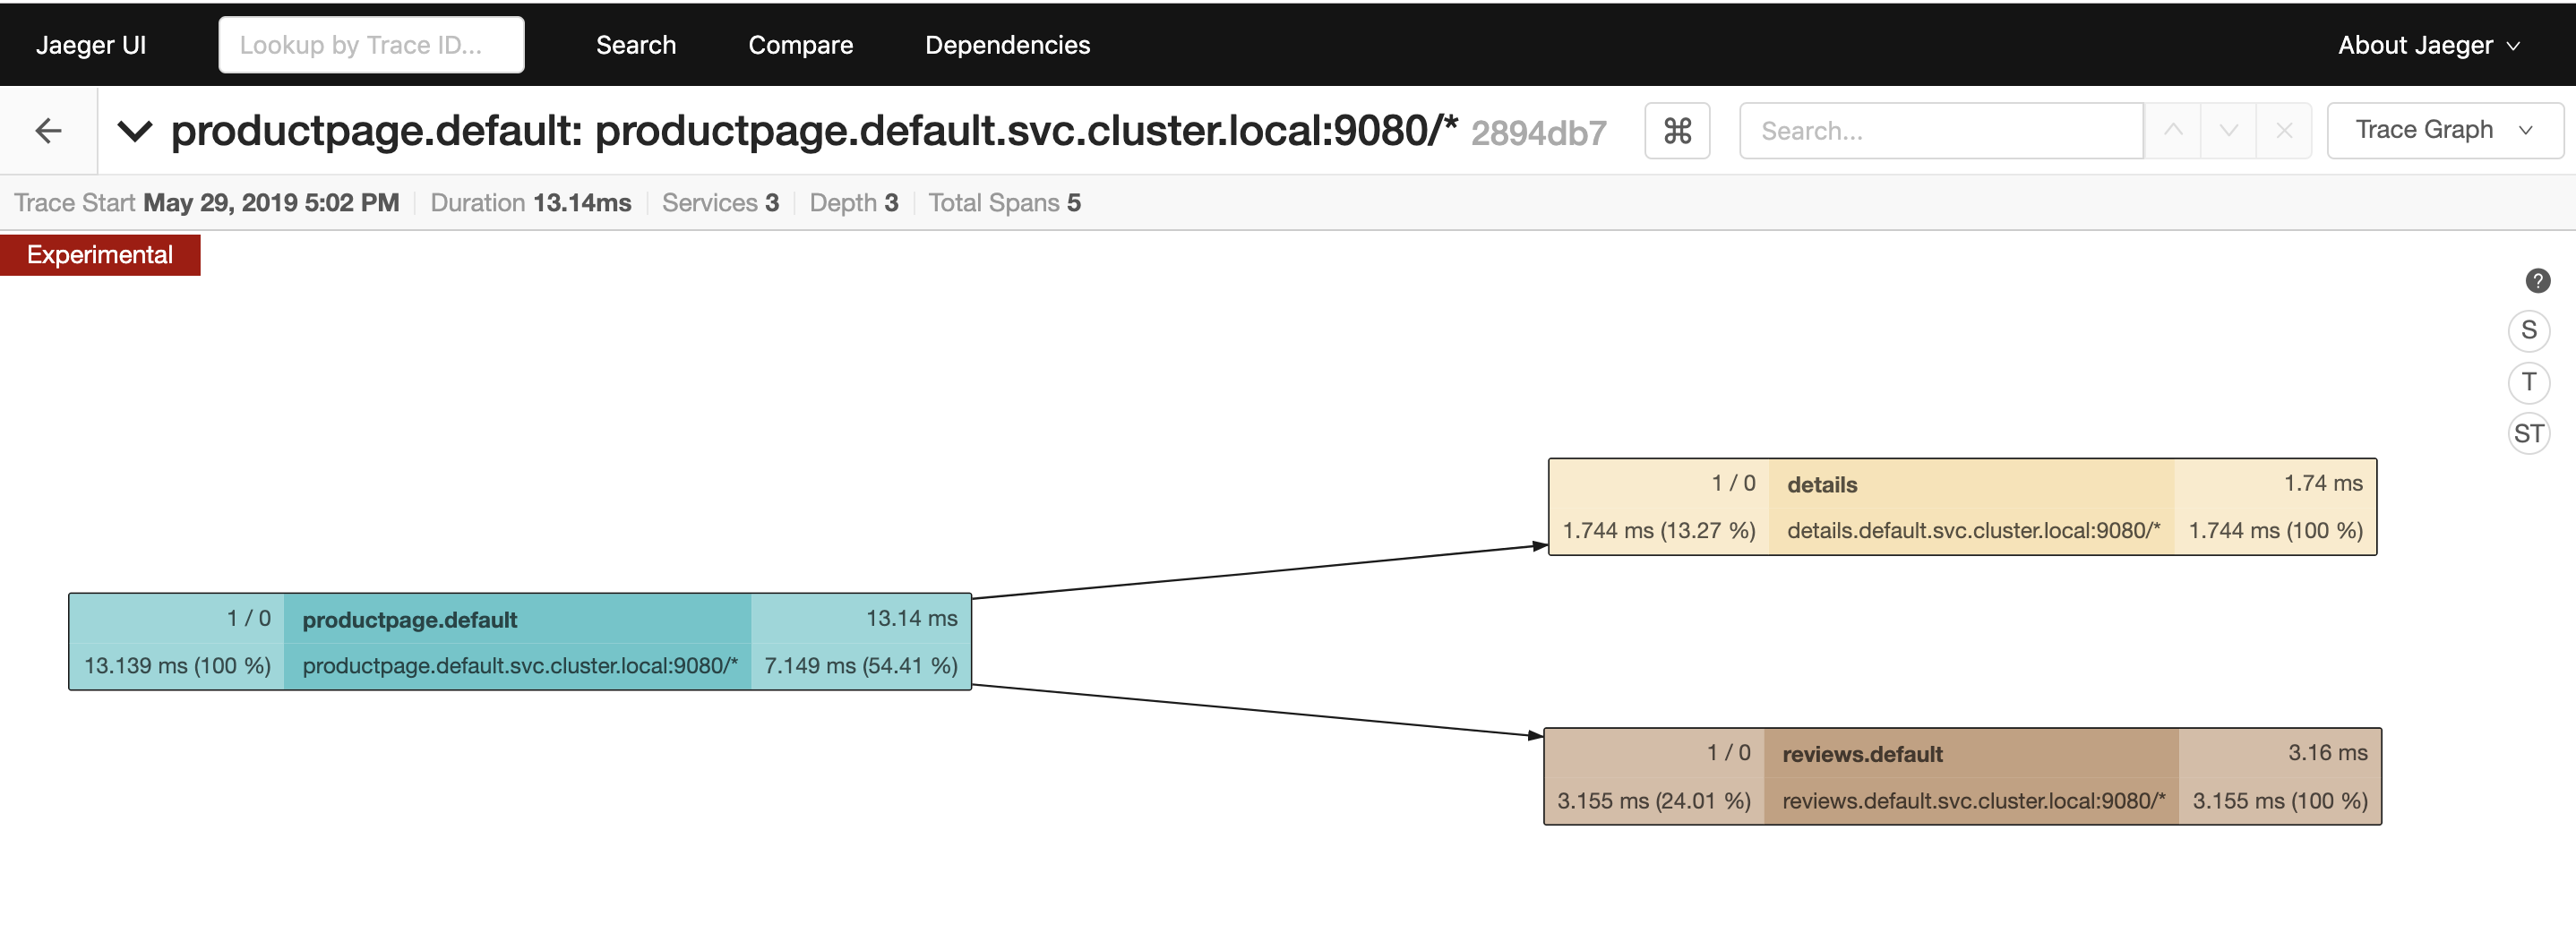 Jaeger UI Lookup by Trace ID... Search Compare Dependencies About Jaeger
productpage.default: productpage.default.svc.cluster.local:9080/* 2894db7 ⌘ Search... Trace Graph
Trace Start May 29, 2019 5:02 PM Duration 13.14ms Services 3 Depth 3 Total Spans 5
Experimental
?
S
T
ST
1 / 0 details 1.74 ms
1.744 ms (13.27 %) details.default.svc.cluster.local:9080/* 1.744 ms (100 %)
1 / 0 productpage.default 13.14 ms
13.139 ms (100 %) productpage.default.svc.cluster.local:9080/* 7.149 ms (54.41 %)
1 / 0 reviews.default 3.16 ms
3.155 ms (24.01 %) reviews.default.svc.cluster.local:9080/* 3.155 ms (100 %)